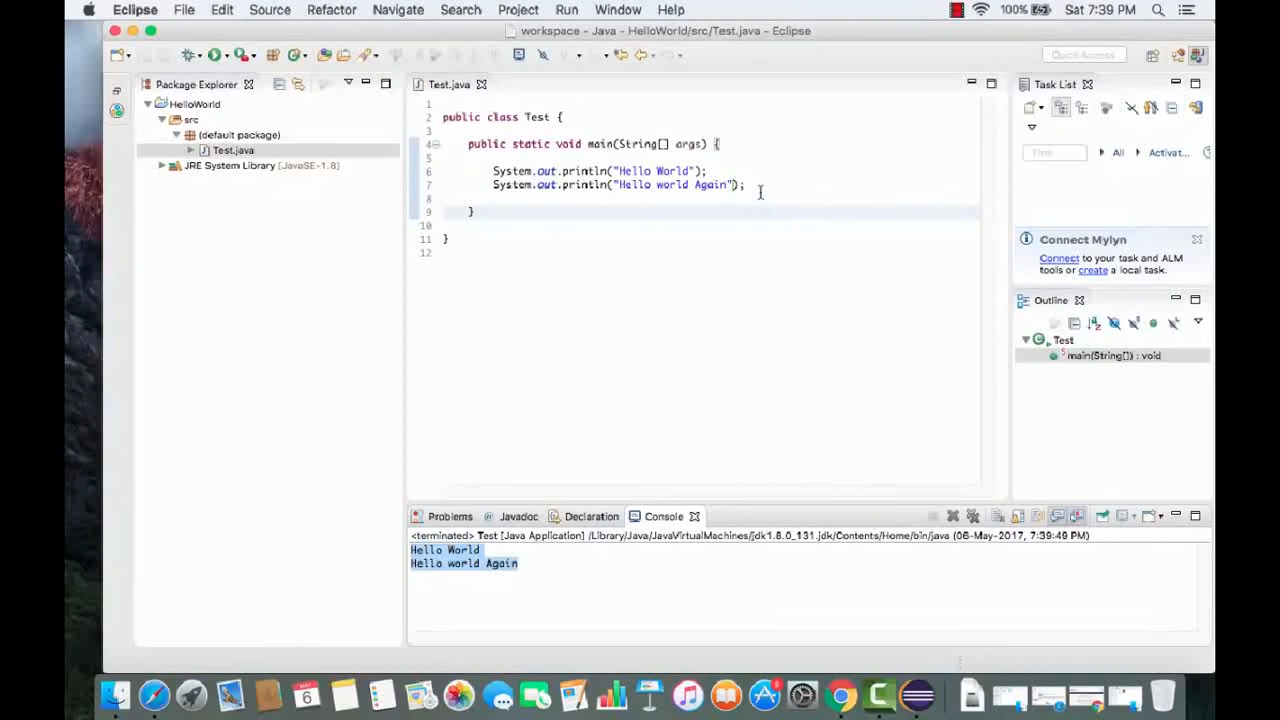 Eclipse File Edit Source Refactor Navigate Search Project Run Window Help 100% Sat 7:39 PM
workspace - Java - HelloWorld/src/Test.java - Eclipse
Quick Access
Package Explorer
HelloWorld
src
(default package)
Test.java
JRE System Library [JavaSE-1.8]
Test.java
1
2 public class Test {
3
4 public static void main(String[] args) {
5
6 System.out.println("Hello World");
7 System.out.println("Hello world Again");
8
9 }
10
11 }
12
Task List
Find All Activat...
Connect Mylyn
Connect to your task and ALM
tools or create a local task.
Outline
Test
main(String[]) : void
Problems Javadoc Declaration Console
<terminated> Test [Java Application] /Library/Java/JavaVirtualMachines/jdk1.8.0_131.jdk/Contents/Home/bin/java (06-May-2017, 7:39:49 PM)
Hello World
Hello world Again
MAY
6